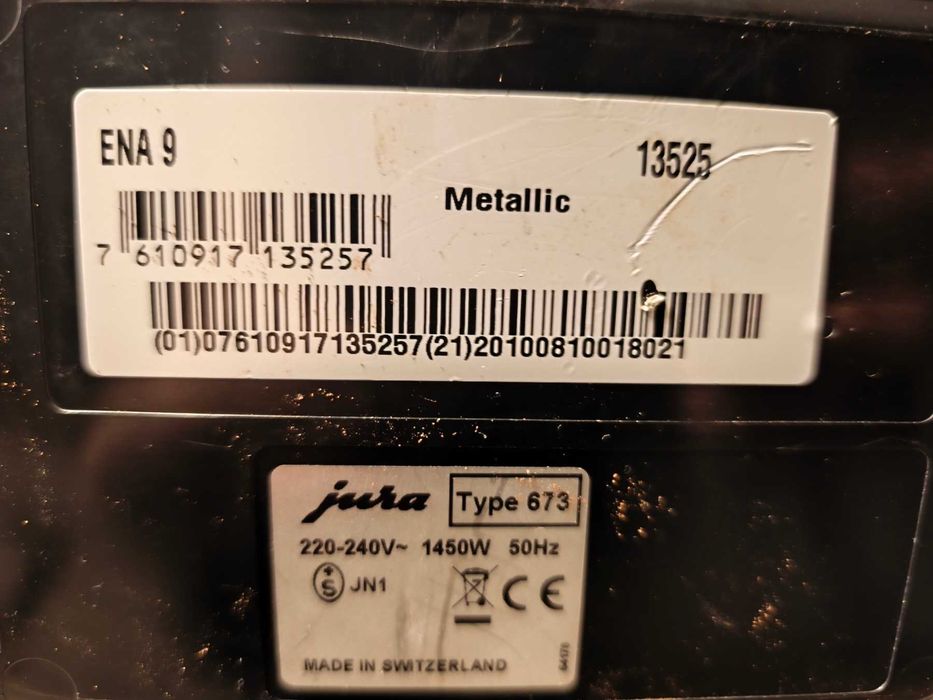 ENA 9
13525
Metallic
7 610917 135257
(01)07610917135257(21)20100810018021
jura Type 673
220-240V~ 1450W 50Hz
S JN1
CE
MADE IN SWITZERLAND